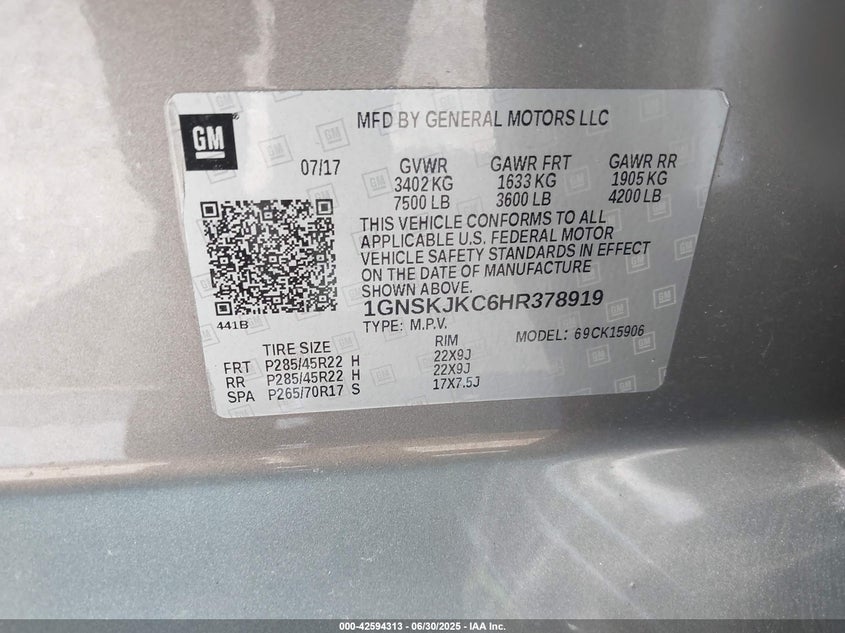 GM
MFD BY GENERAL MOTORS LLC
07/17 GVWR GAWR FRT GAWR RR
3402 KG 1633 KG 1905 KG
7500 LB 3600 LB 4200 LB
THIS VEHICLE CONFORMS TO ALL
APPLICABLE U.S. FEDERAL MOTOR
VEHICLE SAFETY STANDARDS IN EFFECT
ON THE DATE OF MANUFACTURE
SHOWN ABOVE.
1GNSKJKC6HR378919
441B
TYPE: M.P.V. MODEL: 69CK15906
TIRE SIZE RIM
FRT P285/45R22 H 22X9J
RR P285/45R22 H 22X9J
SPA P265/70R17 S 17X7.5J
000-42594313 - 06/30/2025 - IAA Inc.